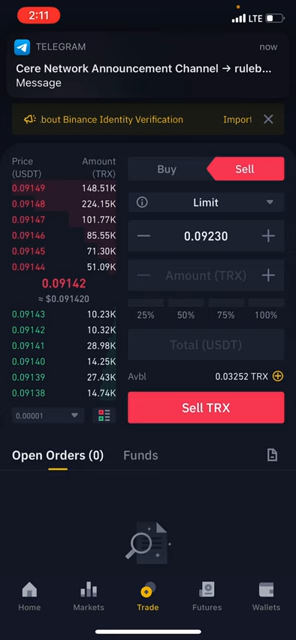 2:11
LTE
TELEGRAM
now
Cere Network Announcement Channel → ruleb...
Message
bout Binance Identity Verification
Import
Price
(USDT)
Amount
(TRX)
Buy
Sell
0.09149 148.51K
0.09148 224.15K
0.09147 101.77K
0.09146 85.55K
0.09145 71.30K
0.09144 51.09K
0.09142
≈ $0.091420
0.09143 10.23K
0.09142 10.32K
0.09141 28.98K
0.09140 14.25K
0.09139 27.43K
0.09138 14.74K
0.00001
Limit
0.09230
Amount (TRX)
25% 50% 75% 100%
Total (USDT)
Avbl 0.03252 TRX
Sell TRX
Open Orders (0) Funds
Home Markets Trade Futures Wallets